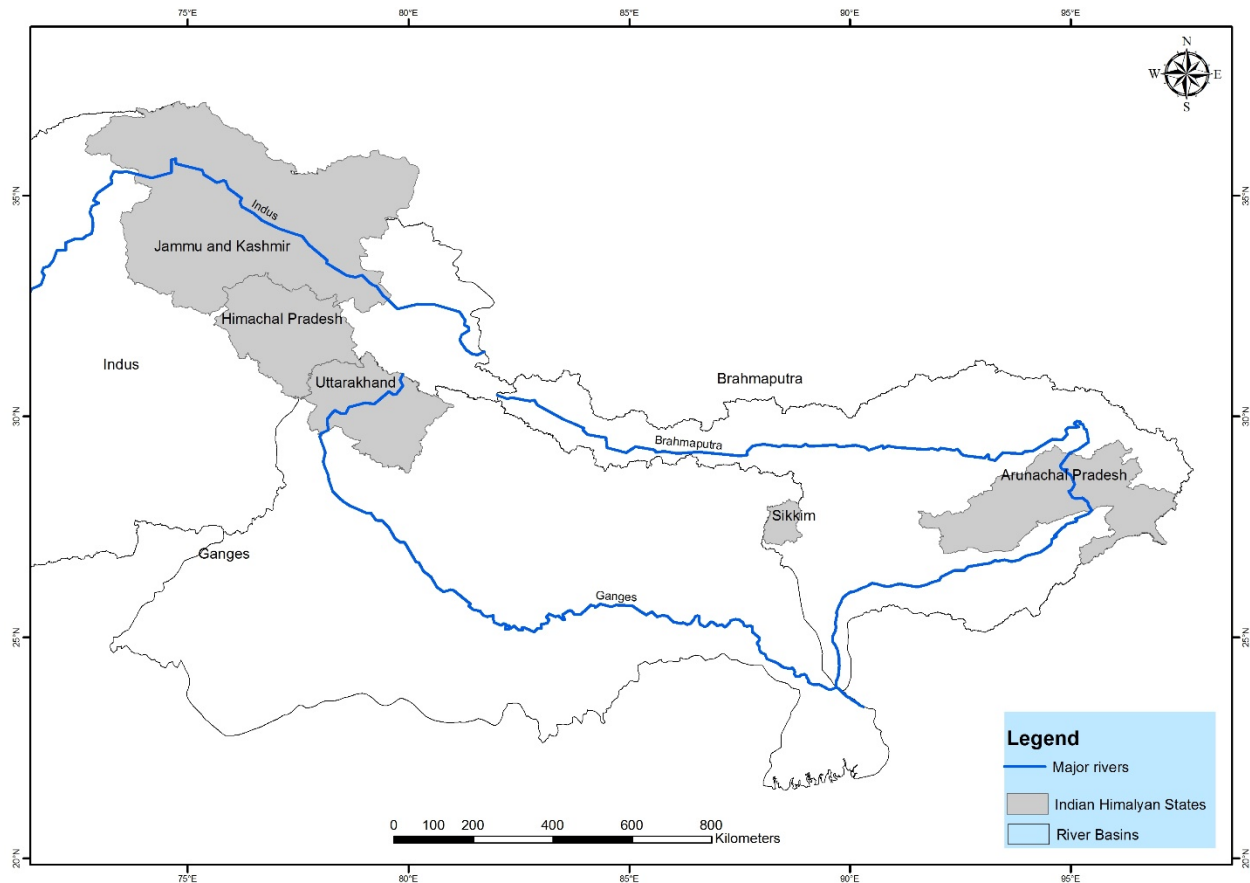 75°E
80°E
85°E
90°E
95°E
N
W
E
S
35°N
35°N
Indus
Jammu and Kashmir
Himachal Pradesh
Indus
Uttarakhand
Brahmaputra
30°N
30°N
Brahmaputra
Arunachal Pradesh
Sikkim
Ganges
Ganges
25°N
25°N
Legend
Major rivers
Indian Himalyan States
River Basins
0 100 200 400 600 800
Kilometers
20°N
20°N
75°E
80°E
85°E
90°E
95°E